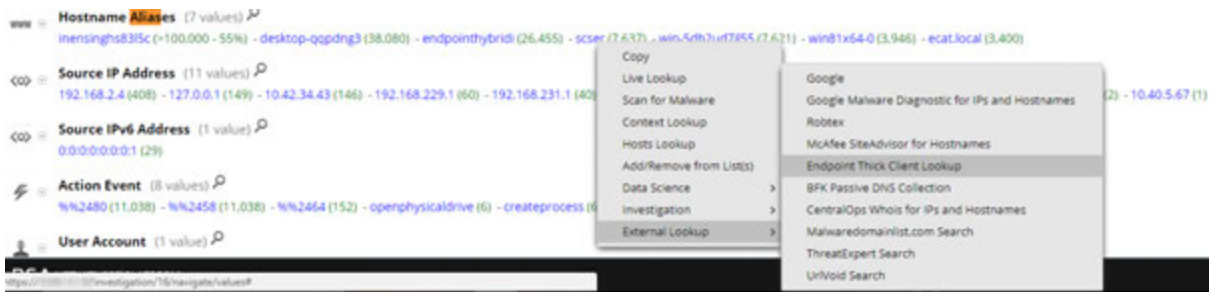 Hostname Aliases (7 values)
inensinghs83l5c (>100,000 - 55%) - desktop-qqpdng3 (38,080) - endpointhybridi (26,455) - scser (7,637) - win-5db2ud7il55 (7,621) - win81x64-0 (3,946) - ecat.local (3,400)
Source IP Address (11 values)
192.168.2.4 (408) - 127.0.0.1 (149) - 10.42.34.43 (146) - 192.168.229.1 (60) - 192.168.231.1 (40) (2) - 10.40.5.67 (1)
Source IPv6 Address (1 value)
0:0:0:0:0:0:0:1 (29)
Action Event (8 values)
%%2480 (11,038) - %%2458 (11,038) - %%2464 (152) - openphysicaldrive (6) - createprocess (6
User Account (1 value)
investigation/16/navigate/values#
Copy
Live Lookup
Scan for Malware
Context Lookup
Hosts Lookup
Add/Remove from List(s)
Data Science
Investigation
External Lookup
Google
Google Malware Diagnostic for IPs and Hostnames
Robtex
McAfee SiteAdvisor for Hostnames
Endpoint Thick Client Lookup
BFK Passive DNS Collection
CentralOps Whois for IPs and Hostnames
Malwaredomainlist.com Search
ThreatExpert Search
UrlVoid Search